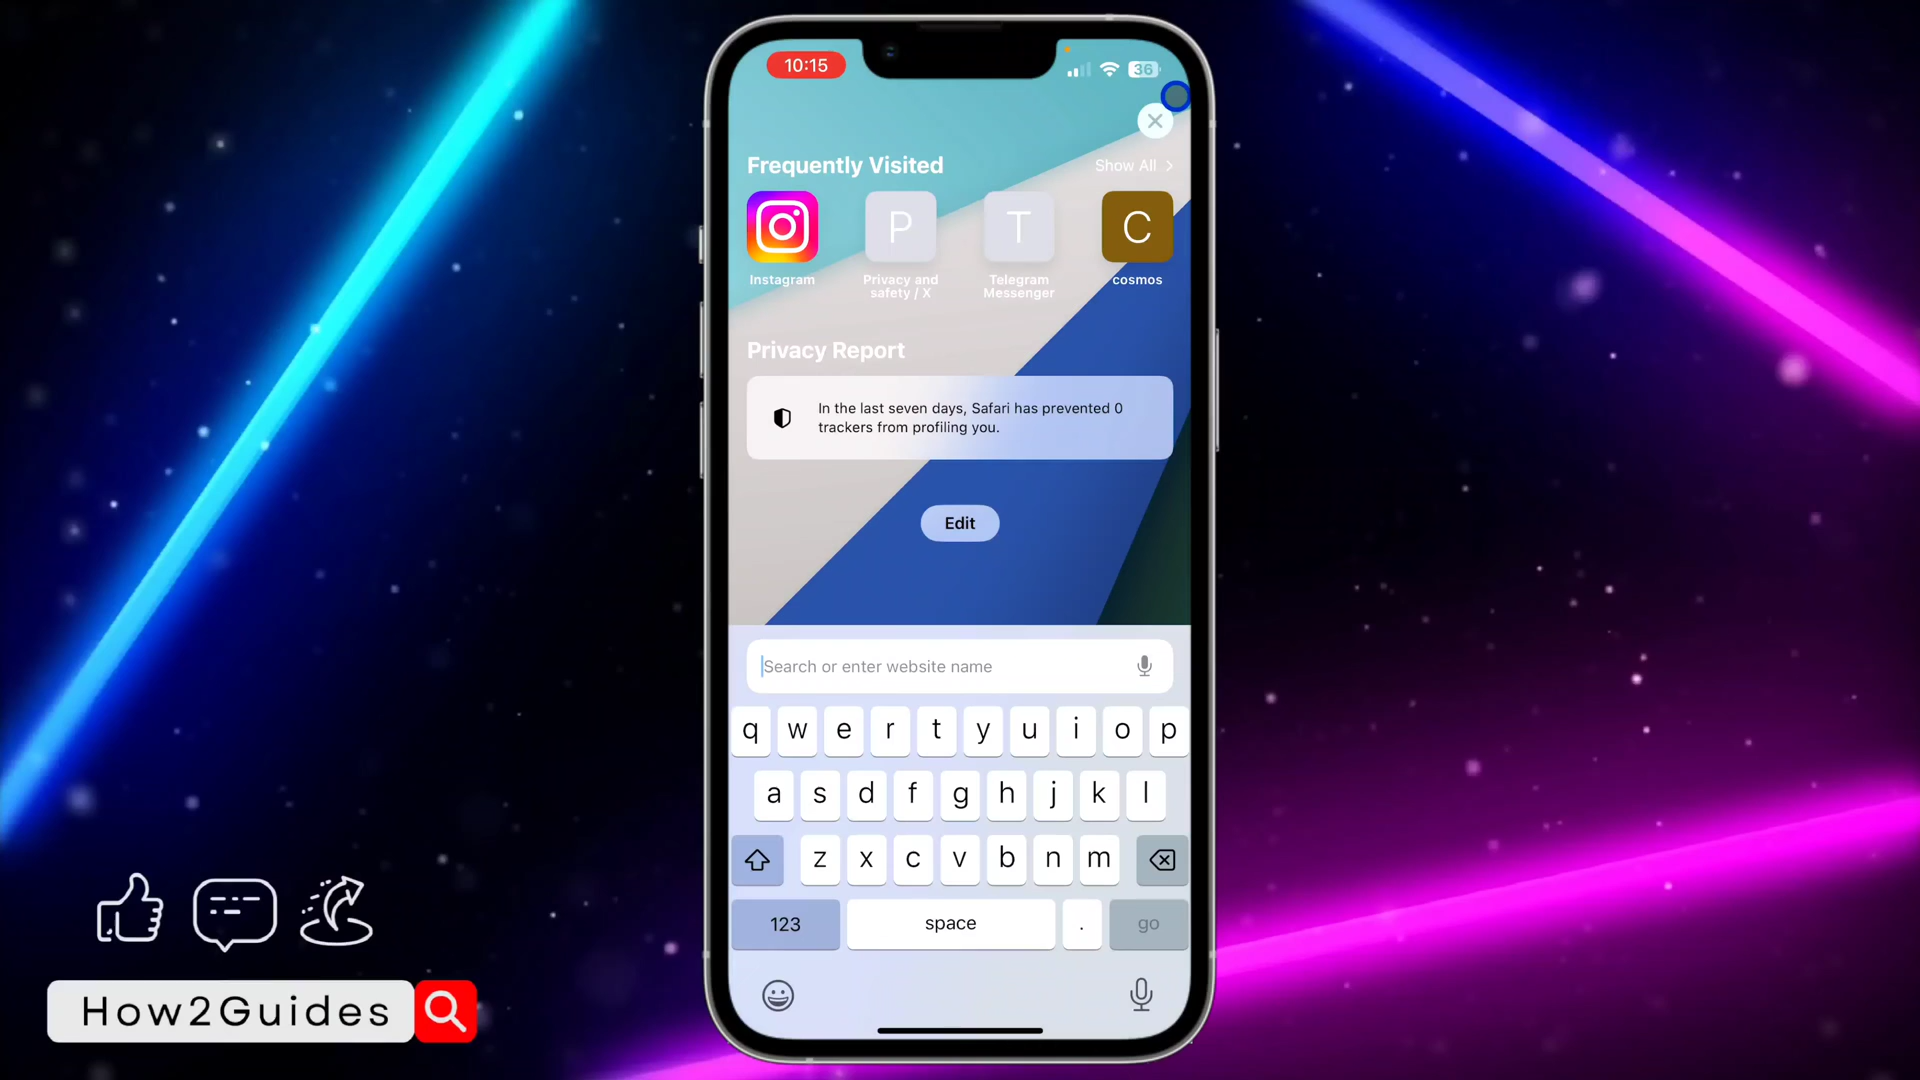 10:15
36
Frequently Visited
Show All
P
T
C
Instagram
Privacy and
safety / X
Telegram
Messenger
cosmos
Privacy Report
In the last seven days, Safari has prevented 0
trackers from profiling you.
Edit
Search or enter website name
q w e r t y u i o p
a s d f g h j k l
z x c v b n m
123
space
.
go
How2Guides